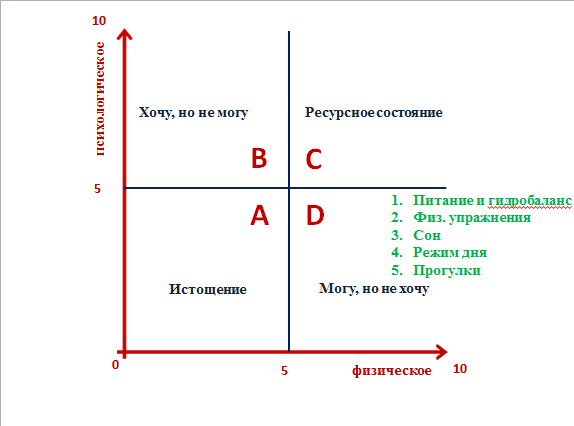 10
психологическое
Хочу, но не могу
Ресурсное состояние
B
C
5
A
D
1. Питание и гидробаланс
2. Физ. упражнения
3. Сон
4. Режим дня
5. Прогулки
Истощение
Могу, но не хочу
0
5
физическое
10